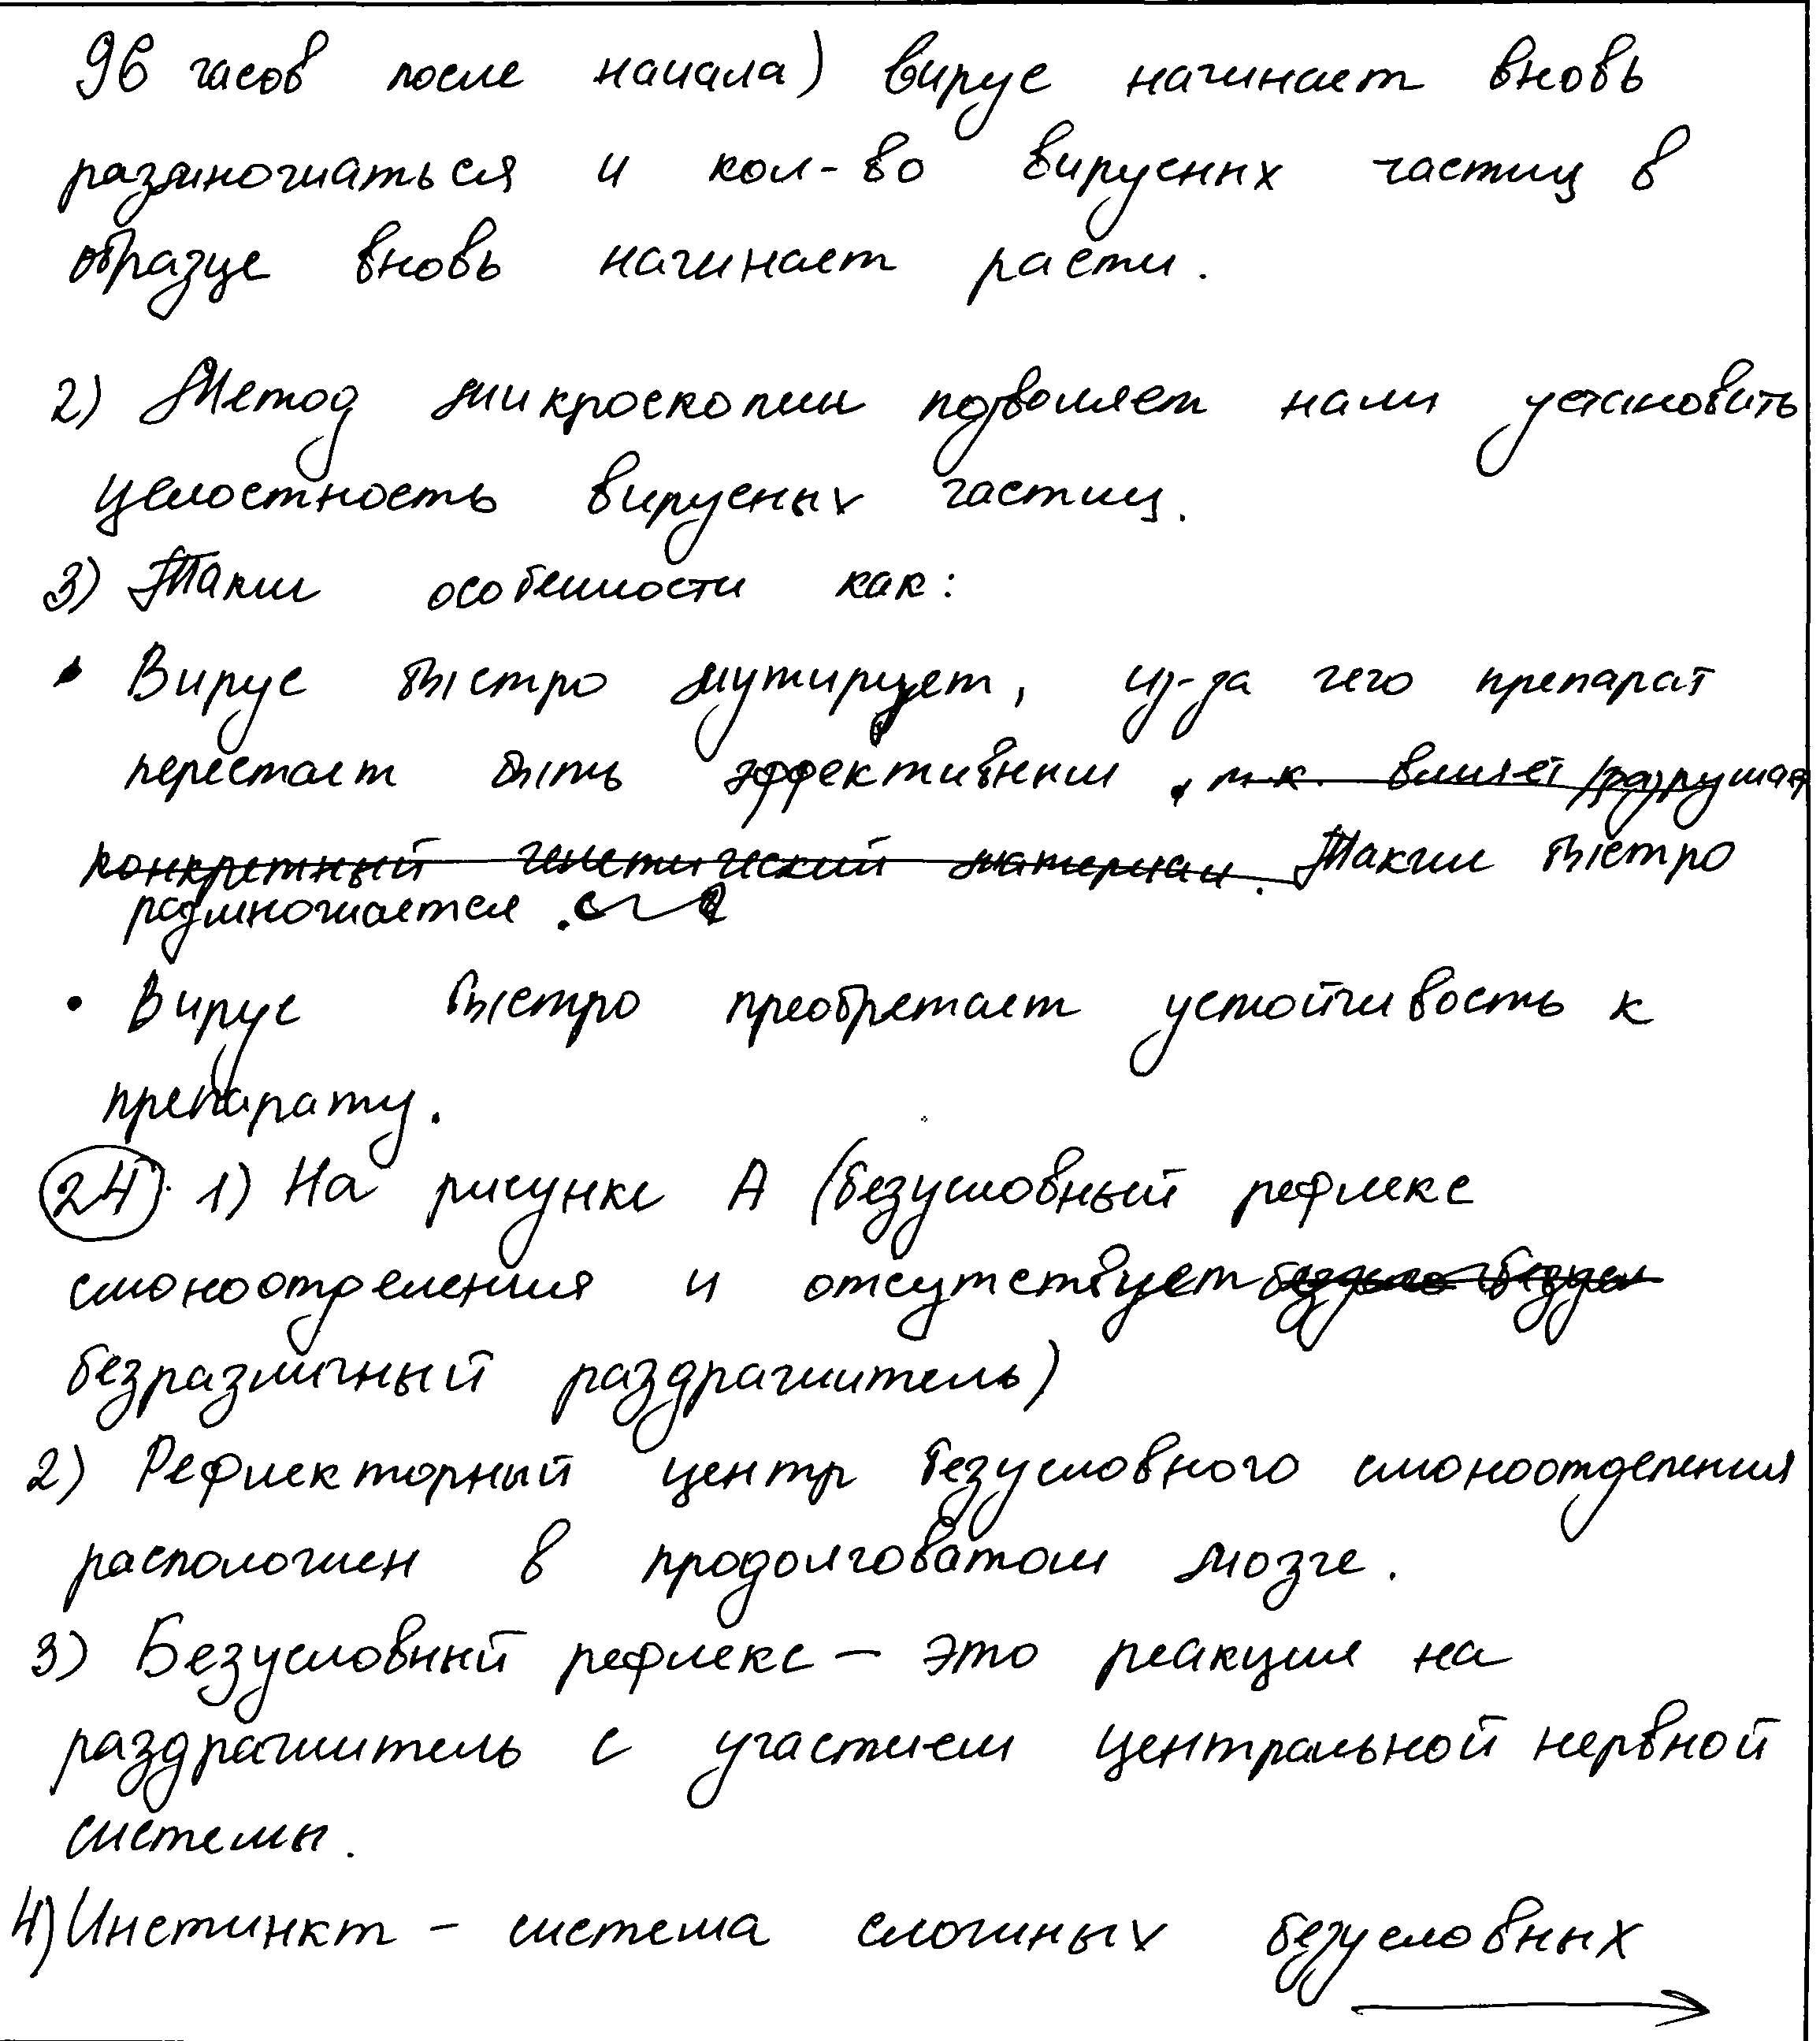 96 часов после начала) вирус начинает вновь
размножаться и кол-во вирусных частиц в
образце вновь начинает расти.
2) Метод микроскопии позволяет нам установить
целостность вирусных частиц.
3) Такие особенности как:
• Вирус быстро мутирует, из-за чего препарат
перестает быть эффективным , т.к. влияет/разрушая
конкретный генетический материал. Также быстро
размножается .
• Вирус быстро преобретает устойчивость к
препарату.
24. 1) На рисунке А (безусловный рефлекс
слюноотделения и отсутствует
безразличный раздражитель)
2) Рефлекторный центр безусловного слюноотделения
расположен в продолговатом мозге.
3) Безусловный рефлекс – это реакция на
раздражитель с участием центральной нервной
системы.
4) Инстинкт – система сложных безусловных